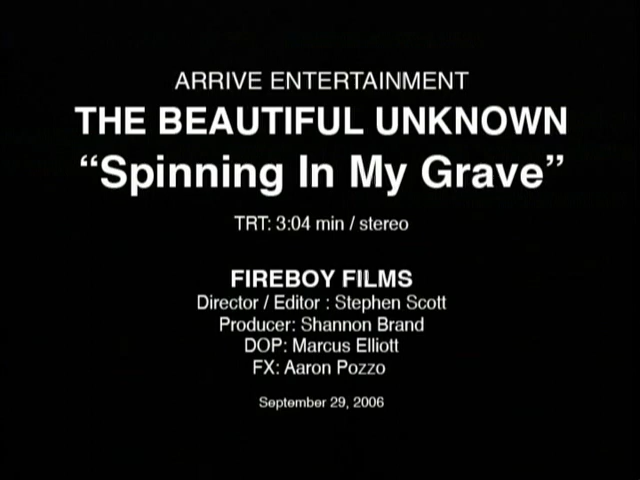 ARRIVE ENTERTAINMENT
THE BEAUTIFUL UNKNOWN
“Spinning In My Grave”
TRT: 3:04 min / stereo
FIREBOY FILMS
Director / Editor : Stephen Scott
Producer: Shannon Brand
DOP: Marcus Elliott
FX: Aaron Pozzo
September 29, 2006